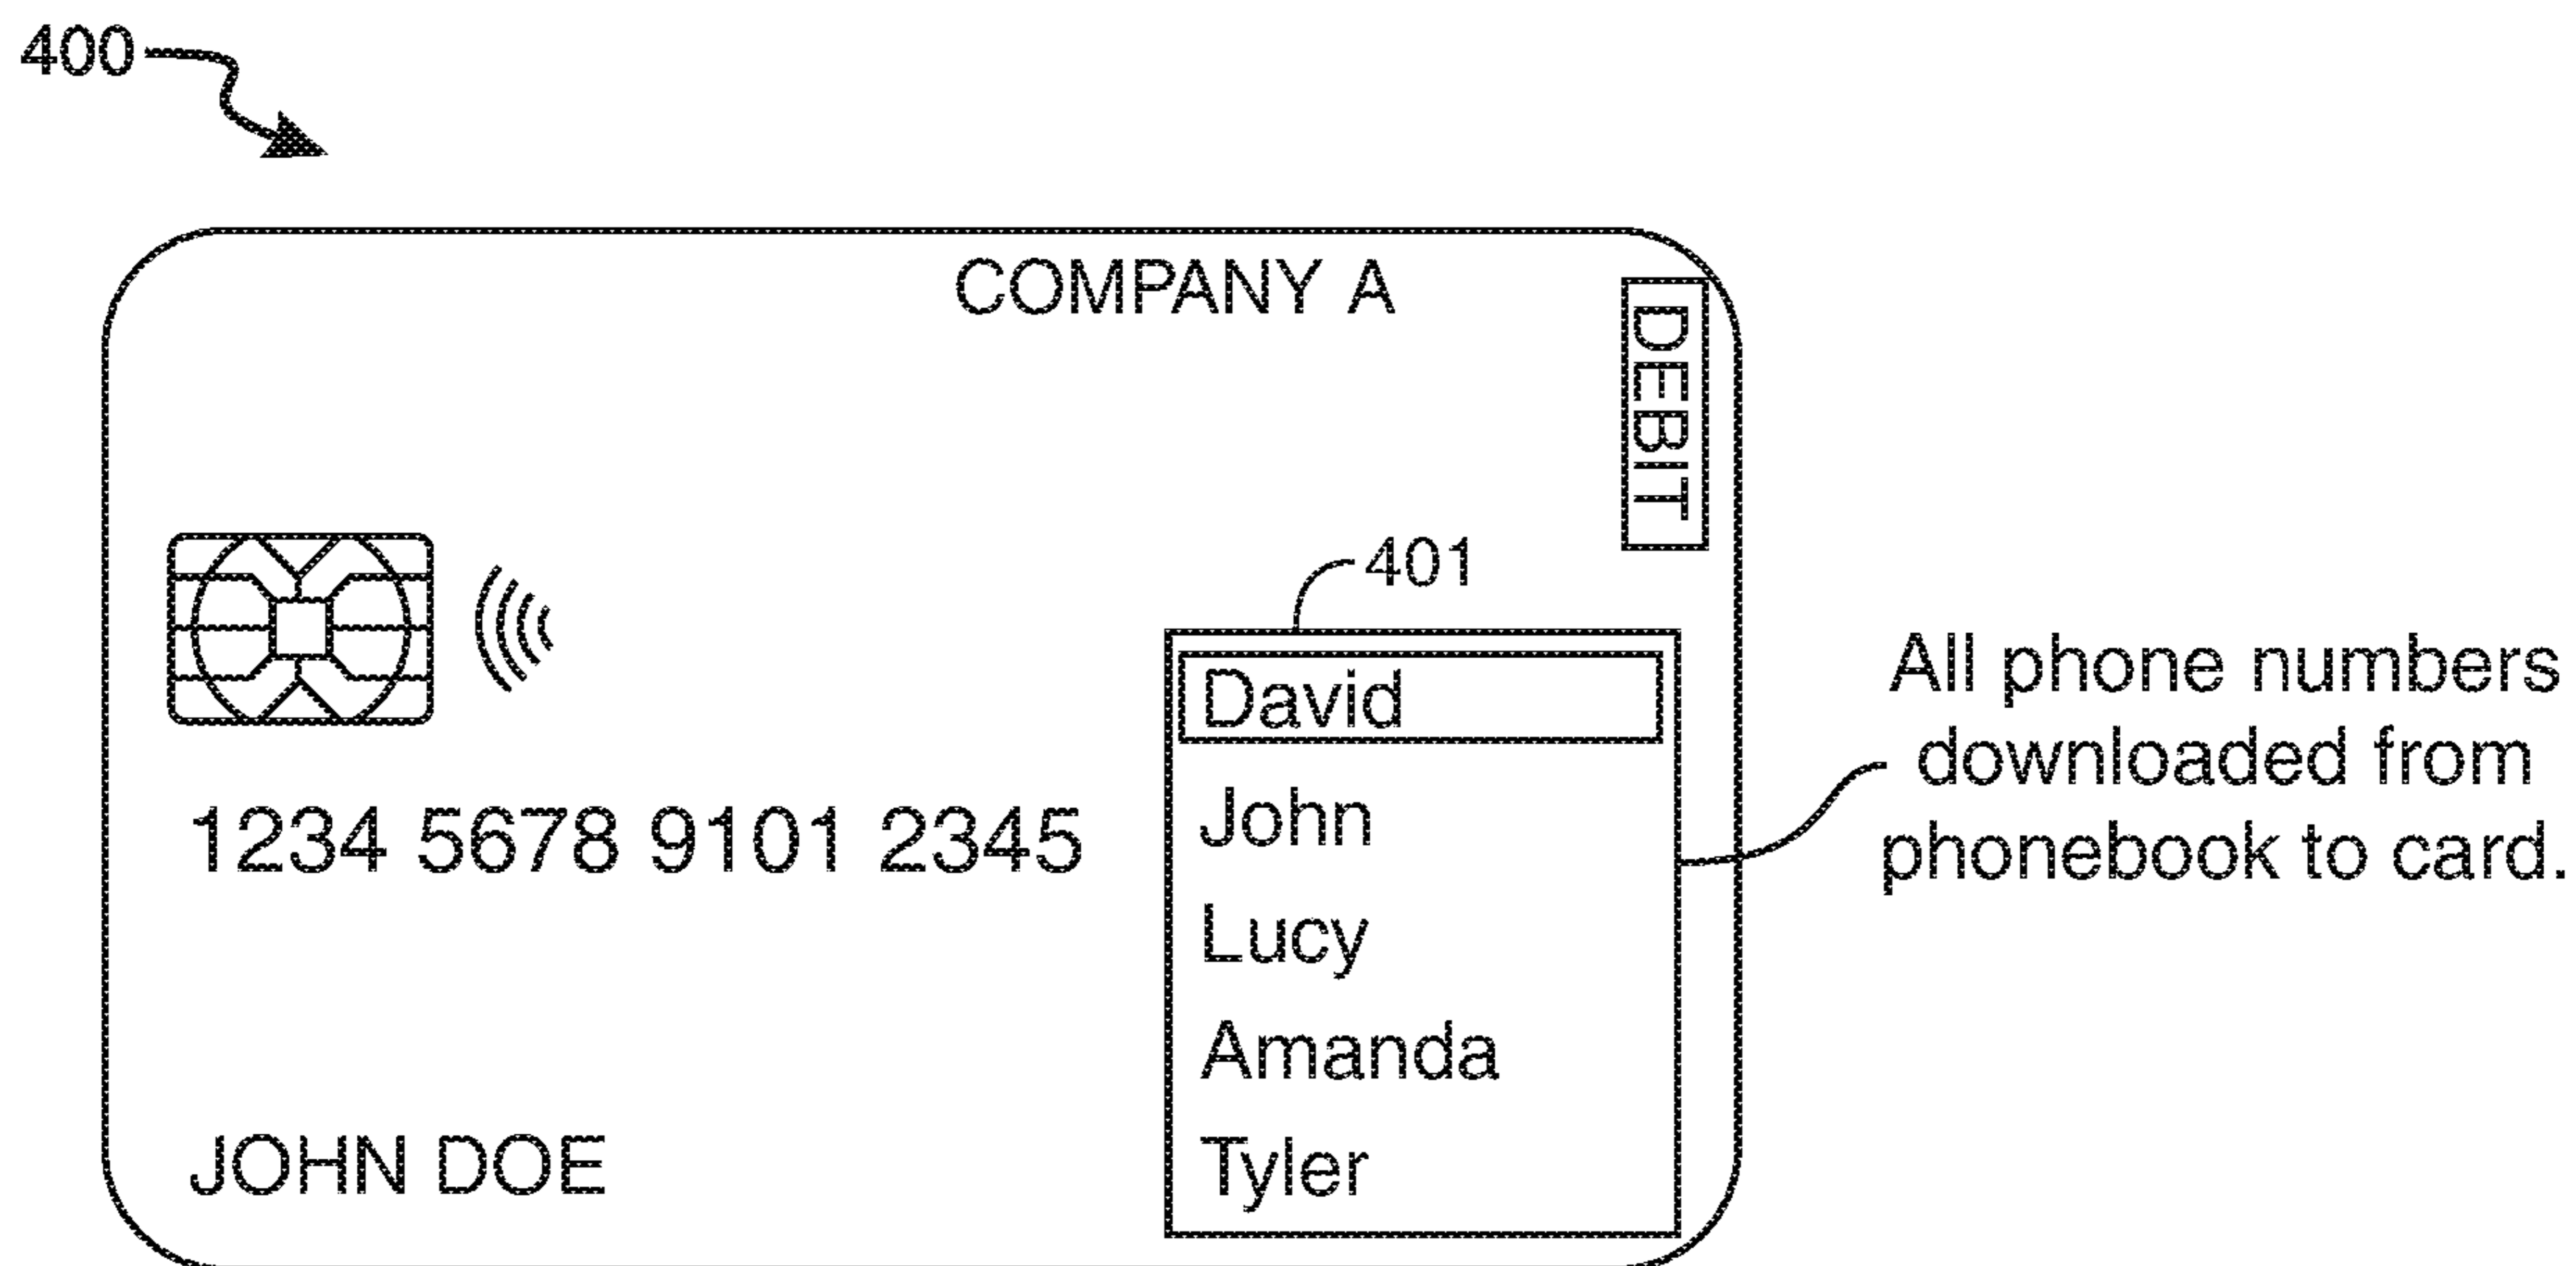 400
COMPANY A
DEBIT
401
David
John
Lucy
Amanda
Tyler
All phone numbers
downloaded from
phonebook to card.
1234 5678 9101 2345
JOHN DOE